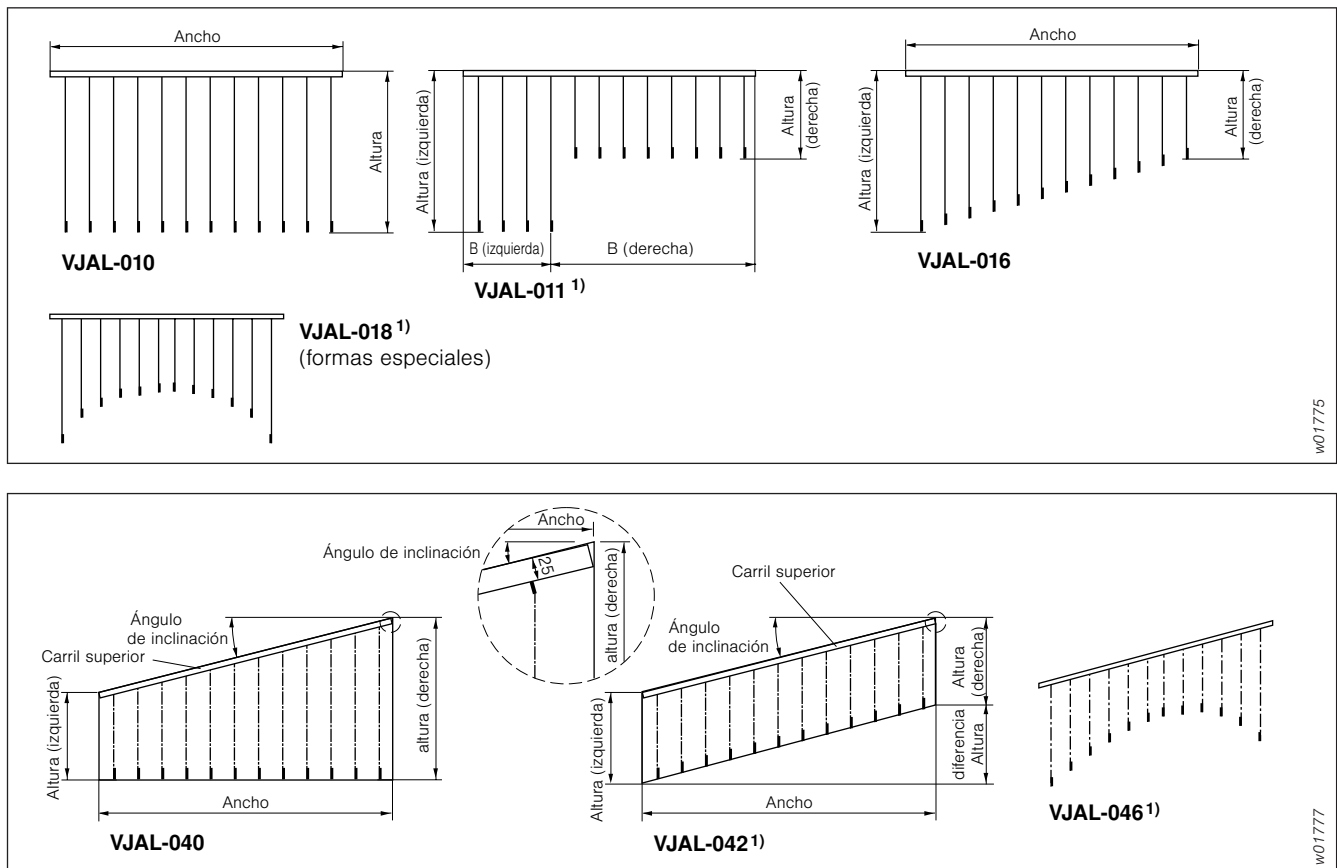 Ancho
Altura
VJAL-010
Altura (izquierda)
Altura
(derecha)
B (izquierda)
B (derecha)
VJAL-011 1)
Ancho
Altura (izquierda)
Altura
(derecha)
VJAL-016
VJAL-018 1)
(formas especiales)
w01775
Ángulo
de inclinación
Carril superior
Altura (izquierda)
altura (derecha)
Ancho
VJAL-040
Ancho
Ángulo de inclinación
25
altura (derecha)
Carril superior
Ángulo
de inclinación
Altura (izquierda)
Altura
(derecha)
diferencia
Altura
Ancho
VJAL-042 1)
VJAL-046 1)
w01777